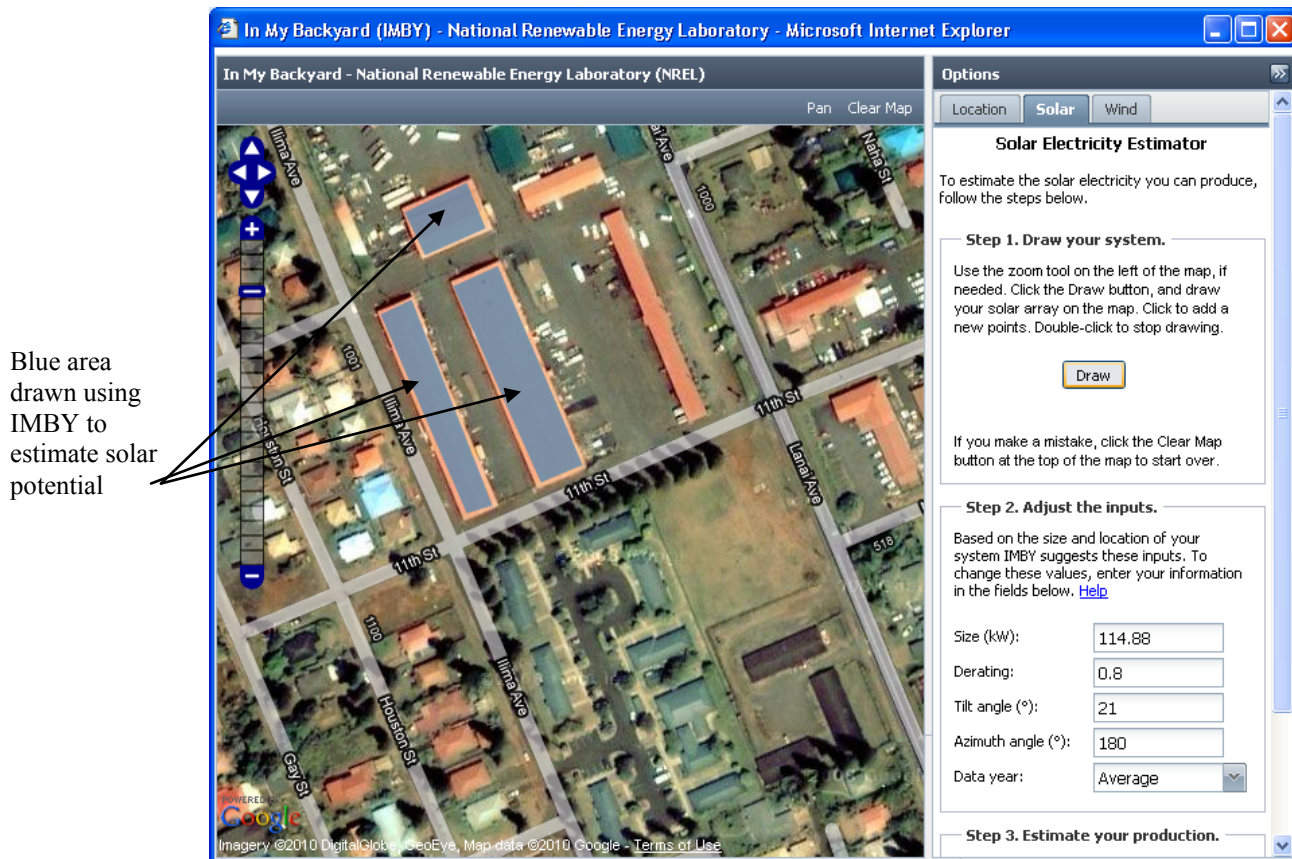 In My Backyard (IMBY) - National Renewable Energy Laboratory - Microsoft Internet Explorer
In My Backyard - National Renewable Energy Laboratory (NREL)
Pan Clear Map
Ilima Ave
Naha St
1000
Lanai Ave
1001
Ilima Ave
Houston St
11th St
11th St
11th St
Lanai Ave
518
1100
Ilima Ave
Houston St
Gay St
POWERED BY
Google
Imagery ©2010 DigitalGlobe, GeoEye, Map data ©2010 Google - Terms of Use
Blue area
drawn using
IMBY to
estimate solar
potential
Options
Location Solar Wind
Solar Electricity Estimator
To estimate the solar electricity you can produce,
follow the steps below.
Step 1. Draw your system.
Use the zoom tool on the left of the map, if
needed. Click the Draw button, and draw
your solar array on the map. Click to add a
new points. Double-click to stop drawing.
Draw
If you make a mistake, click the Clear Map
button at the top of the map to start over.
Step 2. Adjust the inputs.
Based on the size and location of your
system IMBY suggests these inputs. To
change these values, enter your information
in the fields below. Help
Size (kW): 114.88
Derating: 0.8
Tilt angle (°): 21
Azimuth angle (°): 180
Data year: Average
Step 3. Estimate your production.